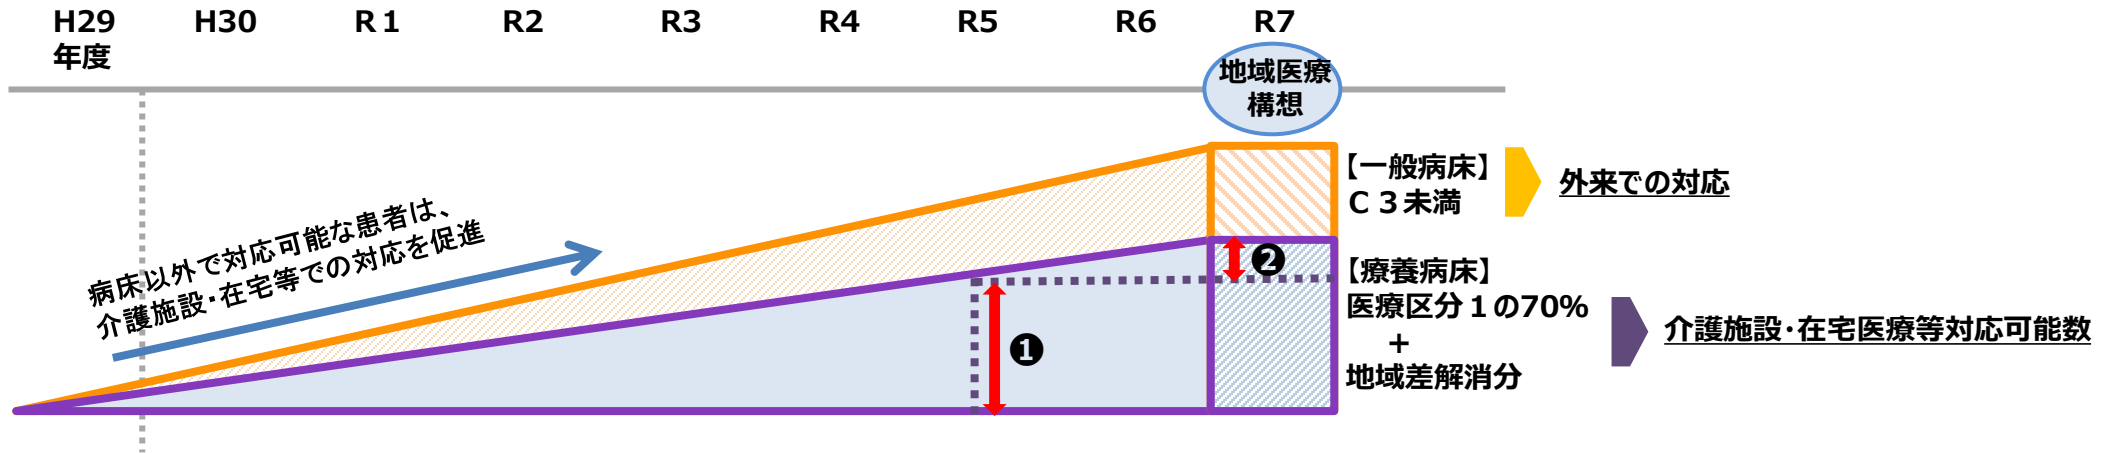 H29 H30 R１ R2 R3 R4 R5 R6 R7
年度
地域医療
構想
【一般病床】
C３未満
外来での対応
病床以外で対応可能な患者は、
介護施設・在宅等での対応を促進
❷
【療養病床】
医療区分１の70%
+
地域差解消分
介護施設・在宅医療等対応可能数
❶